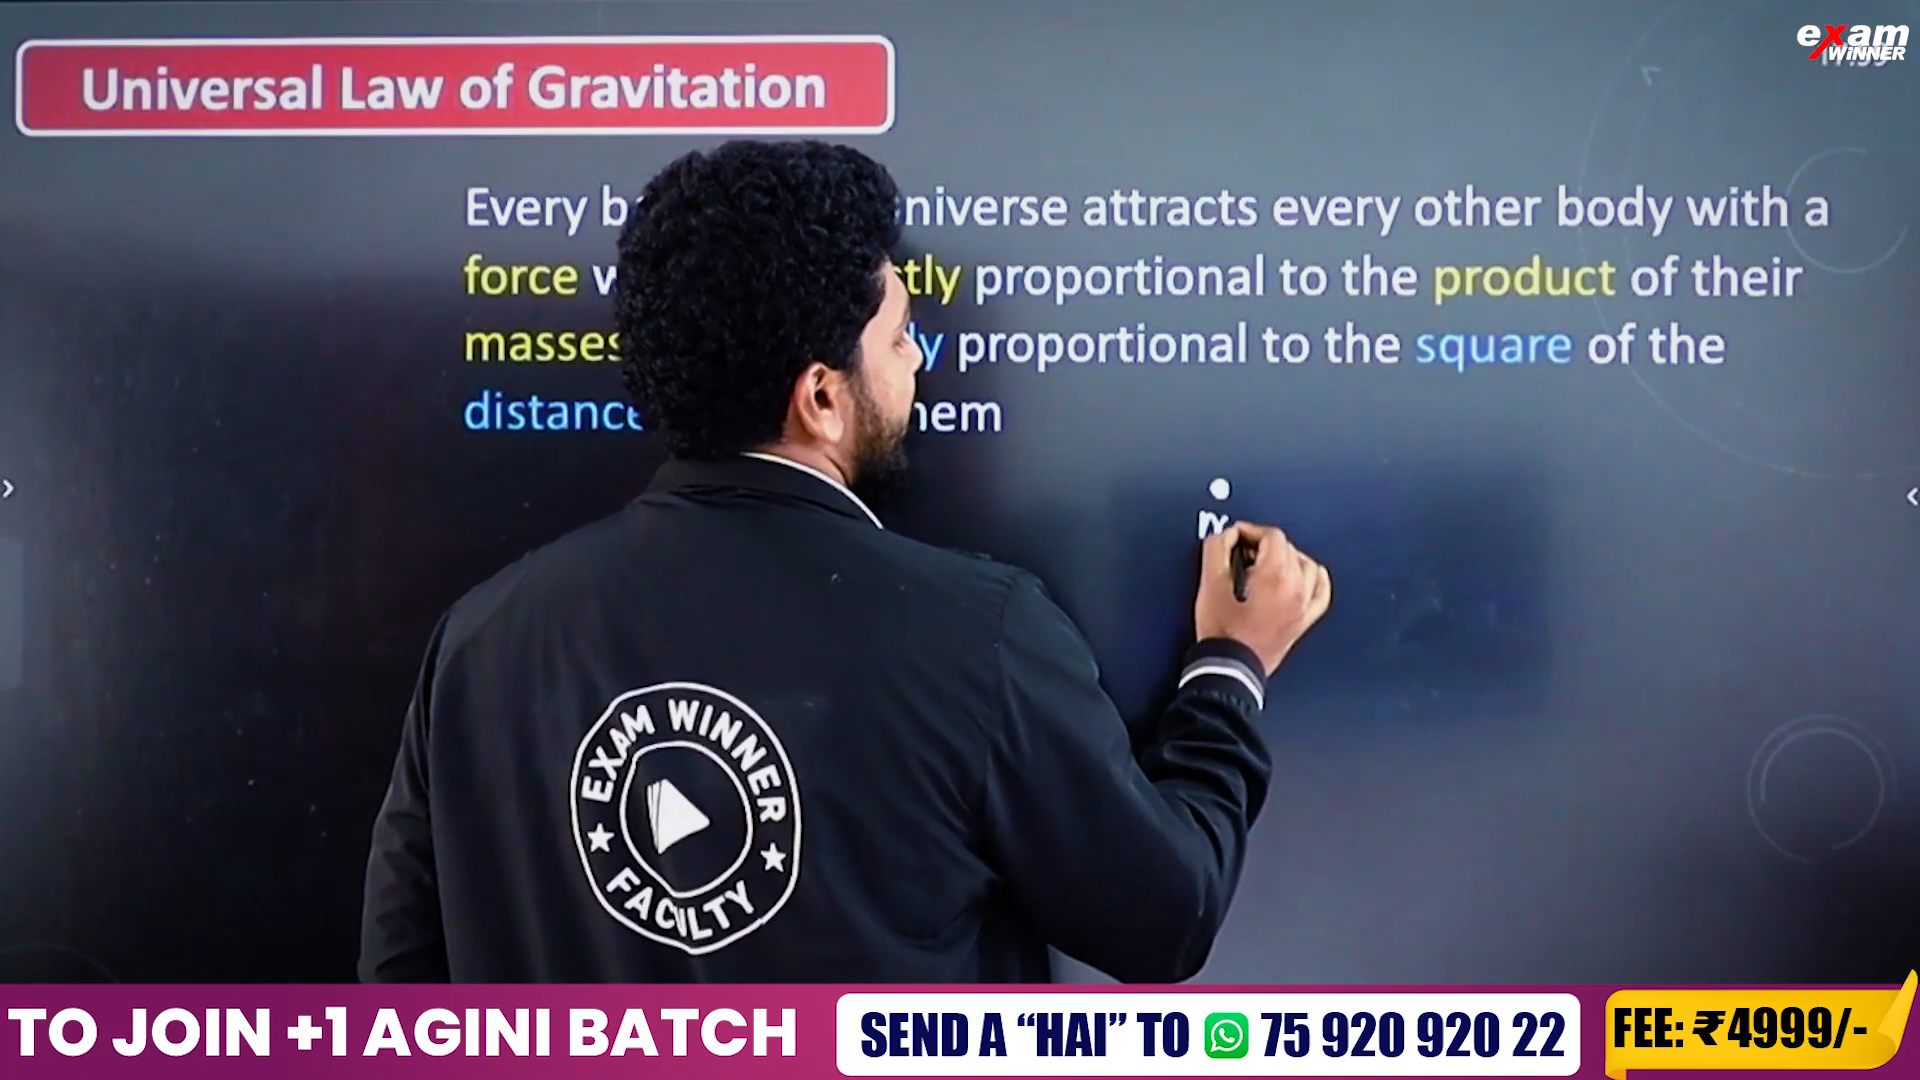 exam
WINNER
Universal Law of Gravitation
Every niverse attracts every other body with a
force proportional to the product of their
masses proportional to the square of the
distance
EXAM WINNER
FACULTY
TO JOIN +1 AGINI BATCH
SEND A “HAI” TO 75 920 920 22
FEE: ₹4999/-